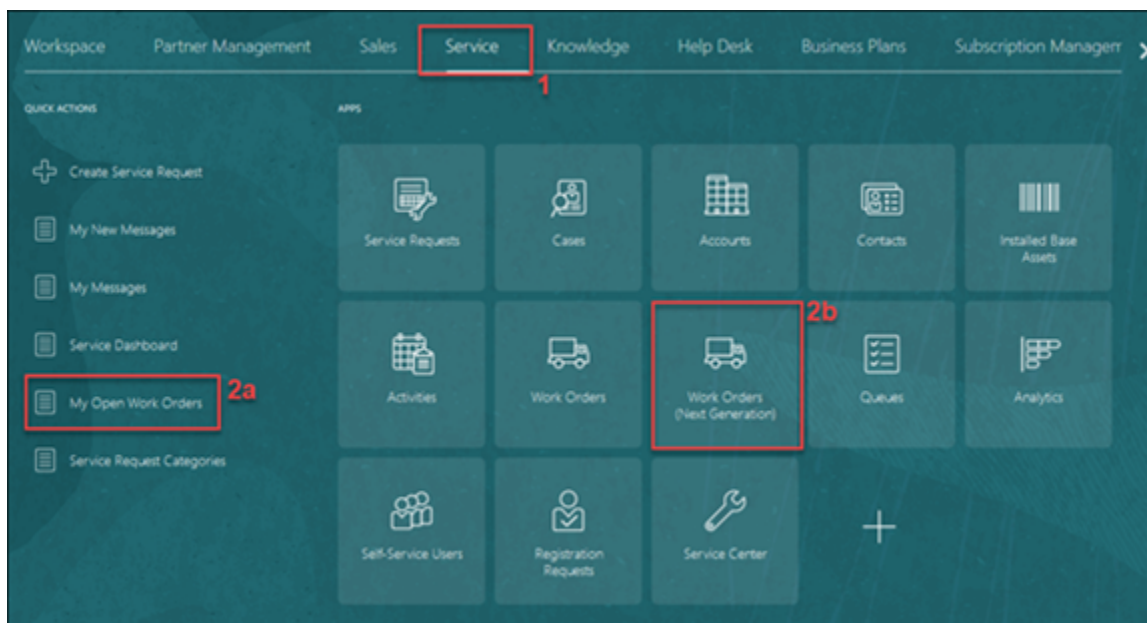 Workspace Partner Management Sales Service Knowledge Help Desk Business Plans Subscription Managem
1
QUICK ACTIONS
APPS
Create Service Request
My New Messages
My Messages
Service Dashboard
My Open Work Orders
2a
Service Request Categories
Service Requests
Cases
Accounts
Contacts
Installed Base
Assets
Activities
Work Orders
2b
Work Orders
(Next Generation)
Queues
Analytics
Self-Service Users
Registration
Requests
Service Center